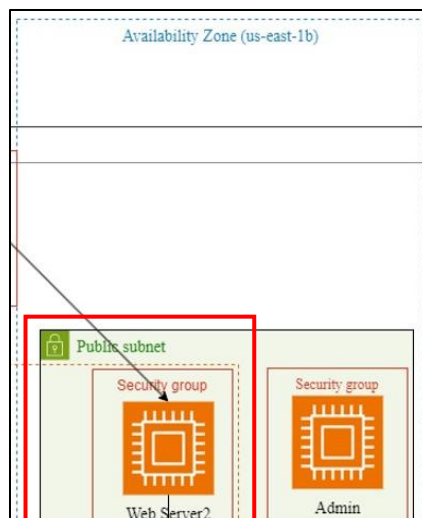 Availability Zone (us-east-1b)
Public subnet
Security group
Security group
Web Server2
Admin